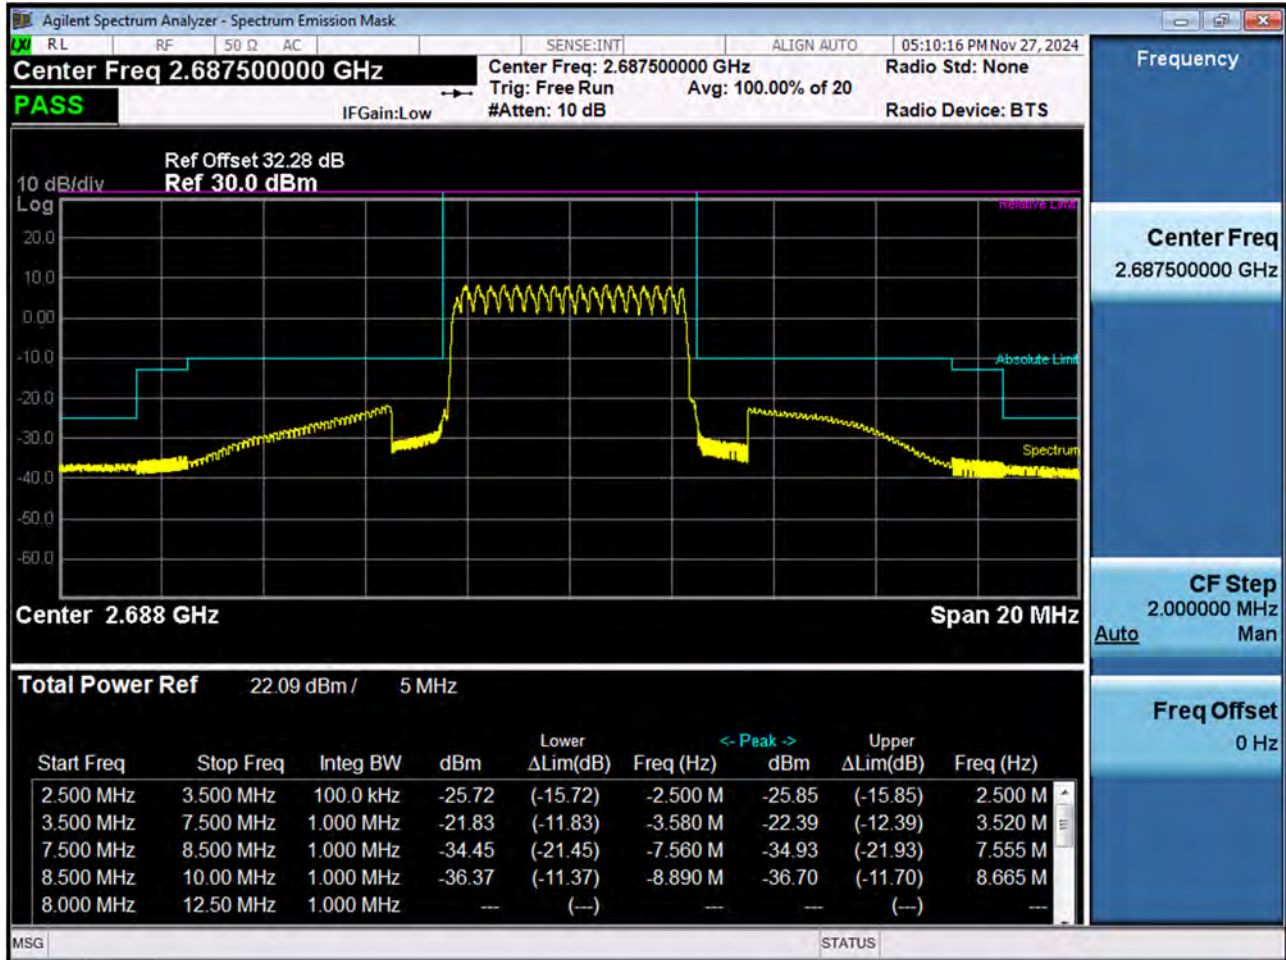 Agilent Spectrum Analyzer - Spectrum Emission Mask
LXI RL RF 50 Ω AC SENSE:INT ALIGN AUTO 05:10:16 PM Nov 27, 2024
Center Freq 2.687500000 GHz
PASS
IFGain:Low
Center Freq: 2.687500000 GHz
Trig: Free Run Avg: 100.00% of 20
#Atten: 10 dB
Radio Std: None
Radio Device: BTS
Ref Offset 32.28 dB
10 dB/div Ref 30.0 dBm
Log
Relative Limit
20.0
10.0
0.00
-10.0
Absolute Limit
-20.0
-30.0
Spectrum
-40.0
-50.0
-60.0
Center 2.688 GHz Span 20 MHz
Total Power Ref 22.09 dBm / 5 MHz
Lower <- Peak -> Upper
Start Freq Stop Freq Integ BW dBm ΔLim(dB) Freq (Hz) dBm ΔLim(dB) Freq (Hz)
2.500 MHz 3.500 MHz 100.0 kHz -25.72 (-15.72) -2.500 M -25.85 (-15.85) 2.500 M
3.500 MHz 7.500 MHz 1.000 MHz -21.83 (-11.83) -3.580 M -22.39 (-12.39) 3.520 M
7.500 MHz 8.500 MHz 1.000 MHz -34.45 (-21.45) -7.560 M -34.93 (-21.93) 7.555 M
8.500 MHz 10.00 MHz 1.000 MHz -36.37 (-11.37) -8.890 M -36.70 (-11.70) 8.665 M
8.000 MHz 12.50 MHz 1.000 MHz --- (---) --- --- (---) ---
MSG STATUS
Frequency
Center Freq
2.687500000 GHz
CF Step
2.000000 MHz
Auto Man
Freq Offset
0 Hz